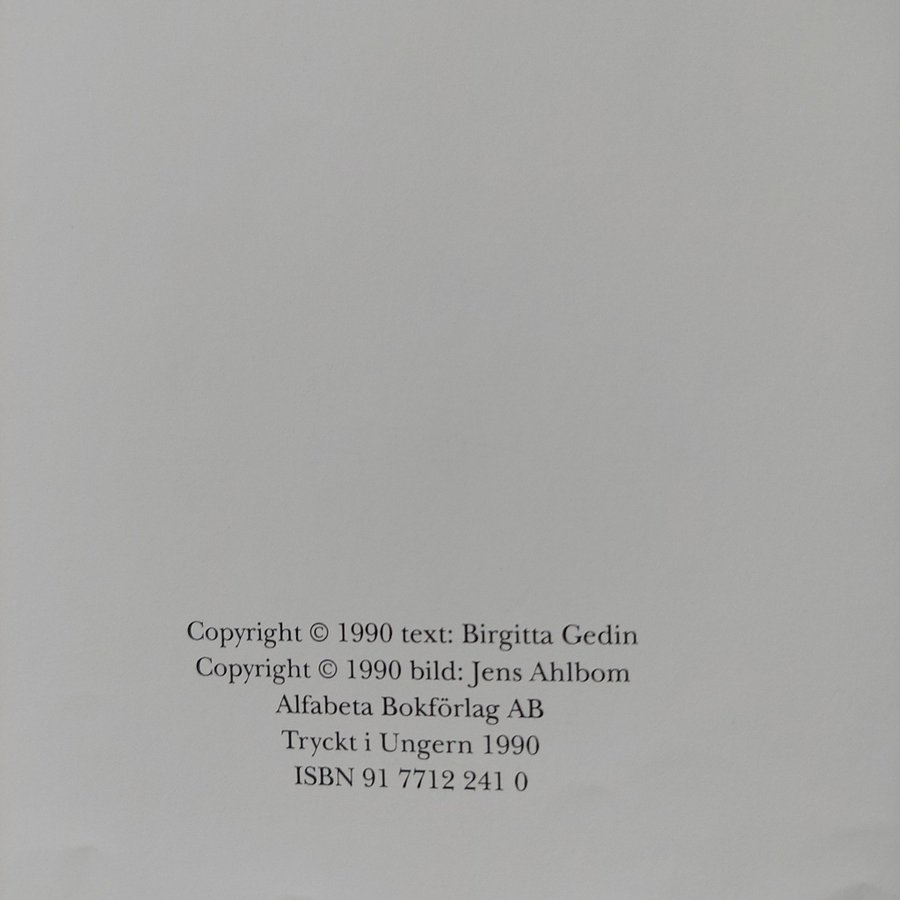 Copyright © 1990 text: Birgitta Gedin
Copyright © 1990 bild: Jens Ahlbom
Alfabeta Bokförlag AB
Tryckt i Ungern 1990
ISBN 91 7712 241 0